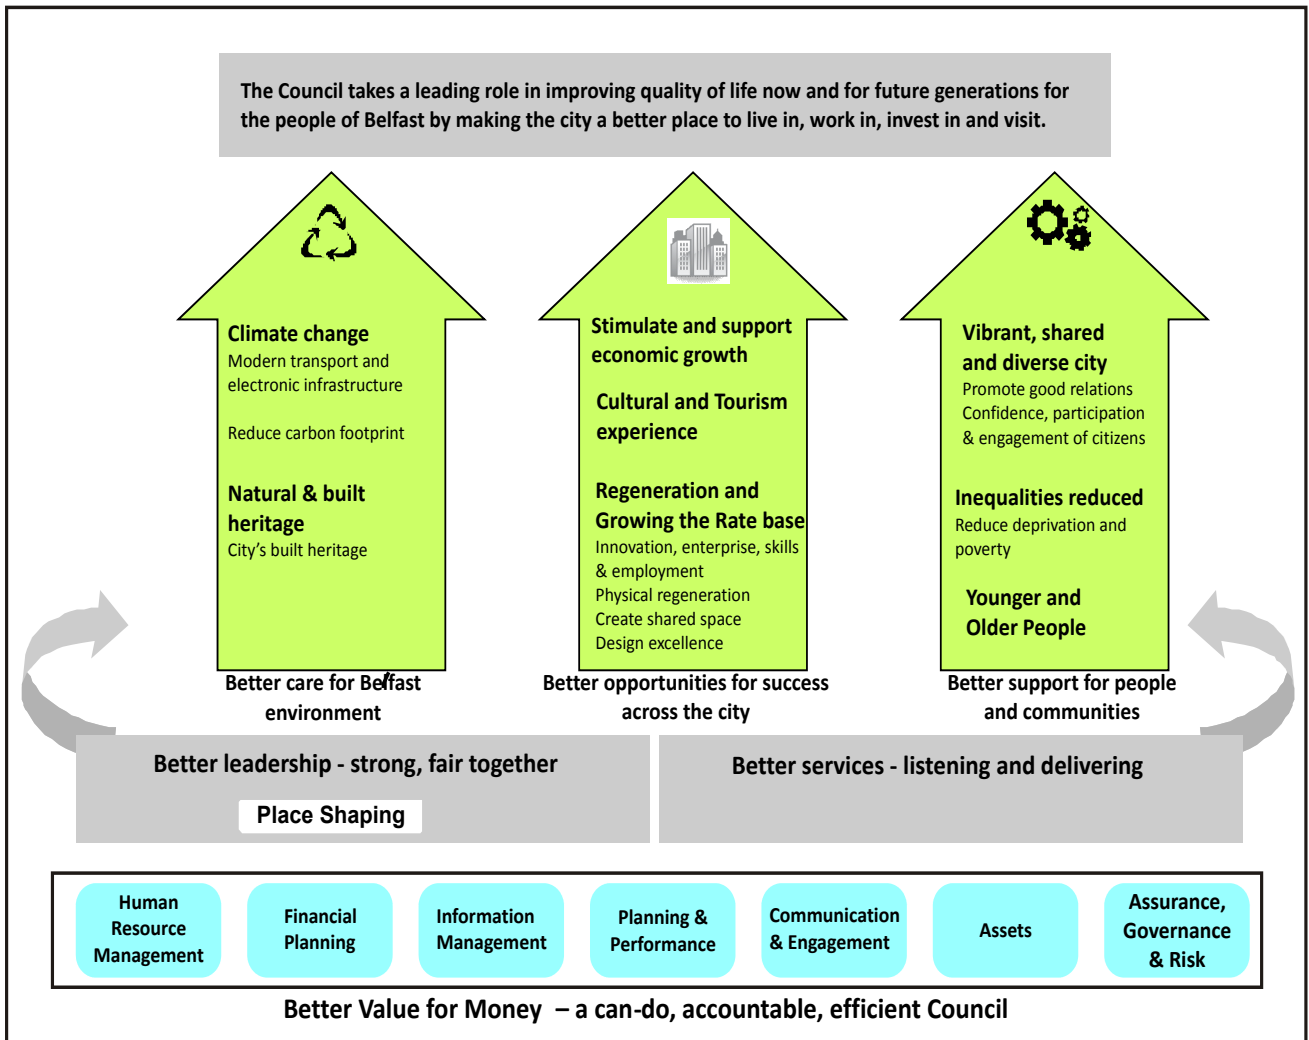 The Council takes a leading role in improving quality of life now and for future generations for
the people of Belfast by making the city a better place to live in, work in, invest in and visit.
Climate change
Modern transport and
electronic infrastructure
Reduce carbon footprint
Natural & built
heritage
City's built heritage
Better care for Belfast
environment
Stimulate and support
economic growth
Cultural and Tourism
experience
Regeneration and
Growing the Rate base
Innovation, enterprise, skills
& employment
Physical regeneration
Create shared space
Design excellence
Better opportunities for success
across the city
Vibrant, shared
and diverse city
Promote good relations
Confidence, participation
& engagement of citizens
Inequalities reduced
Reduce deprivation and
poverty
Younger and
Older People
Better support for people
and communities
Better leadership - strong, fair together
Place Shaping
Better services - listening and delivering
Human
Resource
Management
Financial
Planning
Information
Management
Planning &
Performance
Communication
& Engagement
Assets
Assurance,
Governance
& Risk
Better Value for Money – a can-do, accountable, efficient Council